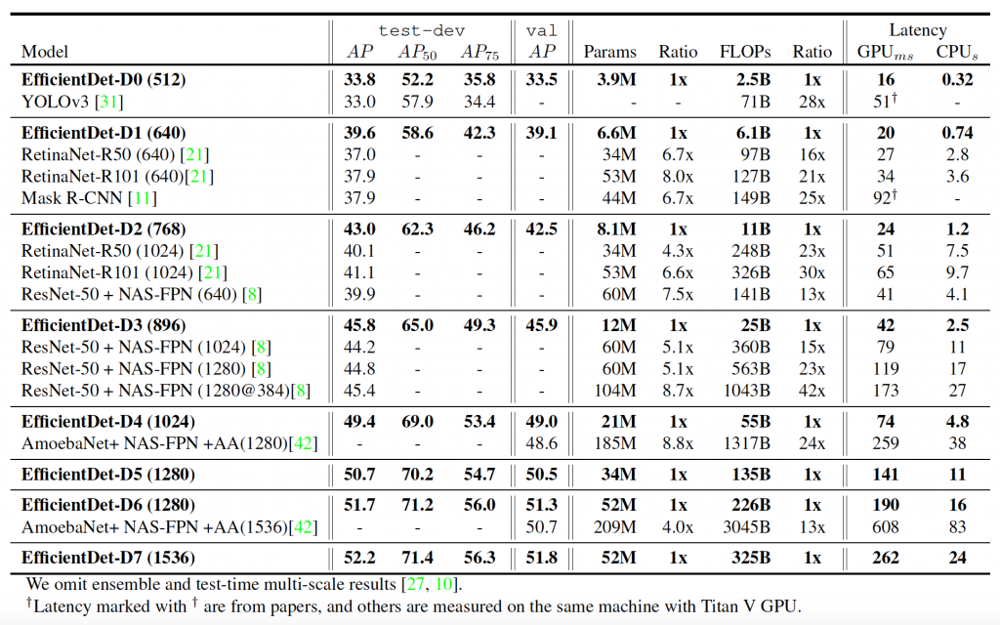 test-dev val Latency
Model AP AP50 AP75 AP Params Ratio FLOPs Ratio GPUms CPUs
EfficientDet-D0 (512) 33.8 52.2 35.8 33.5 3.9M 1x 2.5B 1x 16 0.32
YOLOv3 [31] 33.0 57.9 34.4 - - 71B 28x 51† -
EfficientDet-D1 (640) 39.6 58.6 42.3 39.1 6.6M 1x 6.1B 1x 20 0.74
RetinaNet-R50 (640) [21] 37.0 - - - 34M 6.7x 97B 16x 27 2.8
RetinaNet-R101 (640)[21] 37.9 - - - 53M 8.0x 127B 21x 34 3.6
Mask R-CNN [11] 37.9 - - - 44M 6.7x 149B 25x 92† -
EfficientDet-D2 (768) 43.0 62.3 46.2 42.5 8.1M 1x 11B 1x 24 1.2
RetinaNet-R50 (1024) [21] 40.1 - - - 34M 4.3x 248B 23x 51 7.5
RetinaNet-R101 (1024) [21] 41.1 - - - 53M 6.6x 326B 30x 65 9.7
ResNet-50 + NAS-FPN (640) [8] 39.9 - - - 60M 7.5x 141B 13x 41 4.1
EfficientDet-D3 (896) 45.8 65.0 49.3 45.9 12M 1x 25B 1x 42 2.5
ResNet-50 + NAS-FPN (1024) [8] 44.2 - - - 60M 5.1x 360B 15x 79 11
ResNet-50 + NAS-FPN (1280) [8] 44.8 - - - 60M 5.1x 563B 23x 119 17
ResNet-50 + NAS-FPN (1280@384)[8] 45.4 - - - 104M 8.7x 1043B 42x 173 27
EfficientDet-D4 (1024) 49.4 69.0 53.4 49.0 21M 1x 55B 1x 74 4.8
AmoebaNet+ NAS-FPN +AA(1280)[42] - - - 48.6 185M 8.8x 1317B 24x 259 38
EfficientDet-D5 (1280) 50.7 70.2 54.7 50.5 34M 1x 135B 1x 141 11
EfficientDet-D6 (1280) 51.7 71.2 56.0 51.3 52M 1x 226B 1x 190 16
AmoebaNet+ NAS-FPN +AA(1536)[42] - - - 50.7 209M 4.0x 3045B 13x 608 83
EfficientDet-D7 (1536) 52.2 71.4 56.3 51.8 52M 1x 325B 1x 262 24
We omit ensemble and test-time multi-scale results [27, 10].
†Latency marked with † are from papers, and others are measured on the same machine with Titan V GPU.